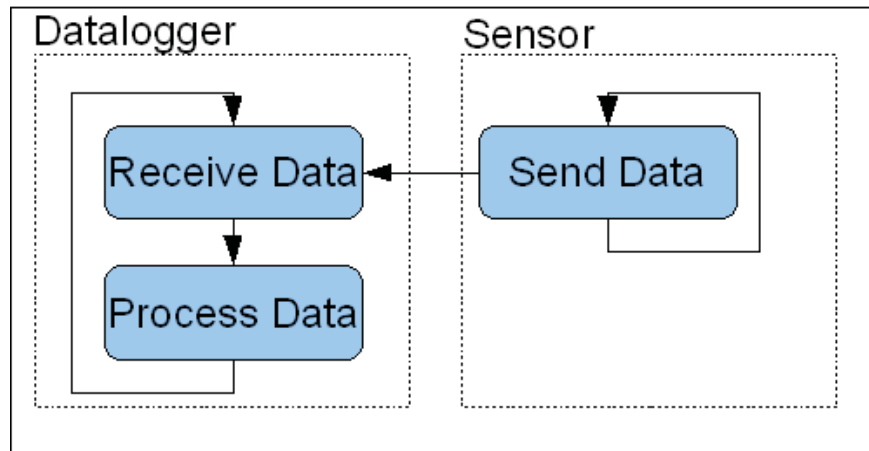 Datalogger
Sensor
Receive Data
Send Data
Process Data